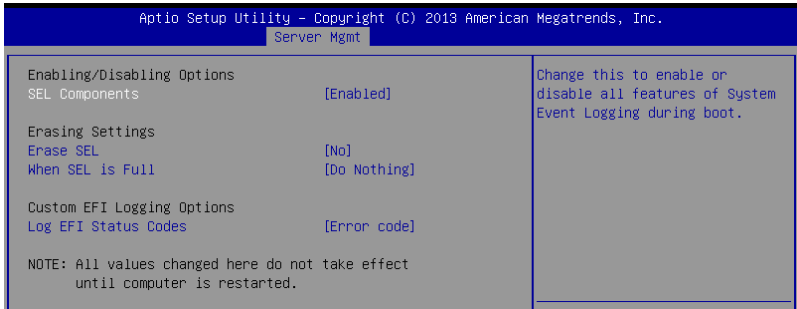 Aptio Setup Utility – Copyright (C) 2013 American Megatrends, Inc.
Server Mgmt
Enabling/Disabling Options
SEL Components [Enabled]
Erasing Settings
Erase SEL [No]
When SEL is Full [Do Nothing]
Custom EFI Logging Options
Log EFI Status Codes [Error code]
NOTE: All values changed here do not take effect
until computer is restarted.
Change this to enable or
disable all features of System
Event Logging during boot.